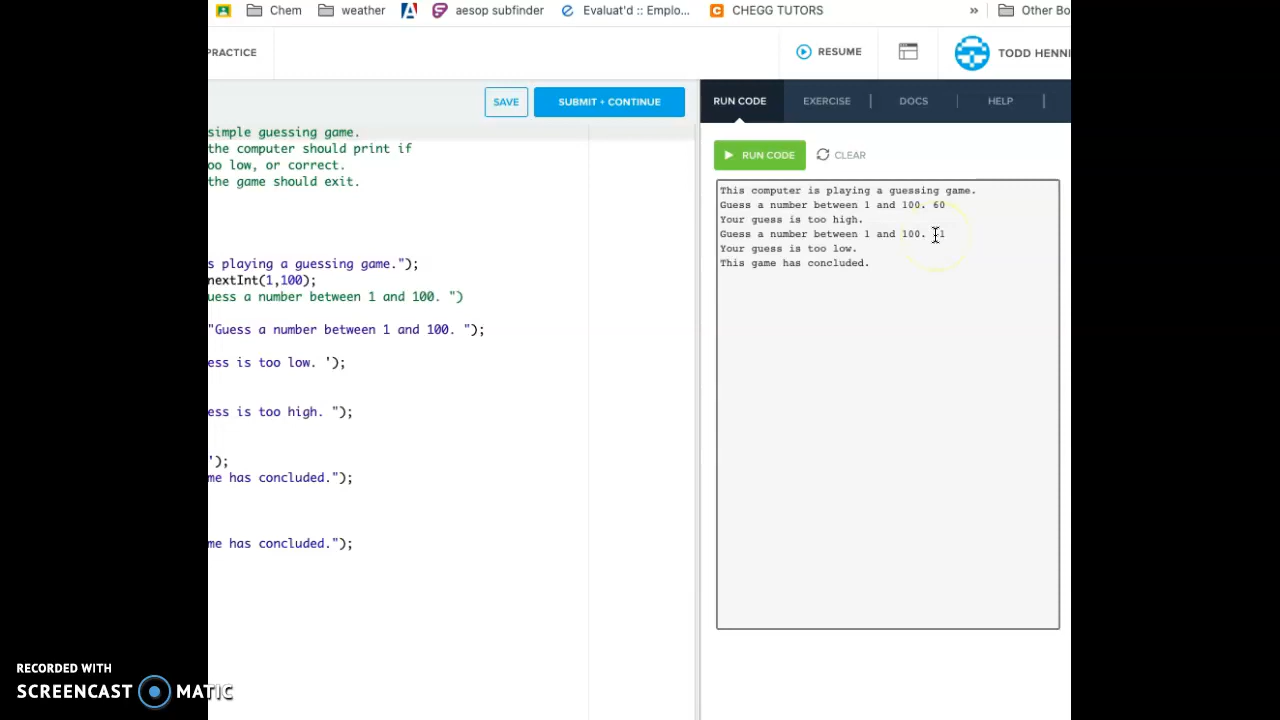 Chem weather aesop subfinder Evaluat'd :: Emplo... CHEGG TUTORS » Other Bo
PRACTICE RESUME TODD HENNI
SAVE SUBMIT + CONTINUE RUN CODE EXERCISE DOCS HELP
simple guessing game.
the computer should print if
oo low, or correct.
the game should exit.
s playing a guessing game.");
nextInt(1,100);
uess a number between 1 and 100. ")
"Guess a number between 1 and 100. ");
ess is too low. ');
ess is too high. ");
');
me has concluded.");
me has concluded.");
RUN CODE CLEAR
This computer is playing a guessing game.
Guess a number between 1 and 100. 60
Your guess is too high.
Guess a number between 1 and 100. 1
Your guess is too low.
This game has concluded.
RECORDED WITH
SCREENCAST MATIC